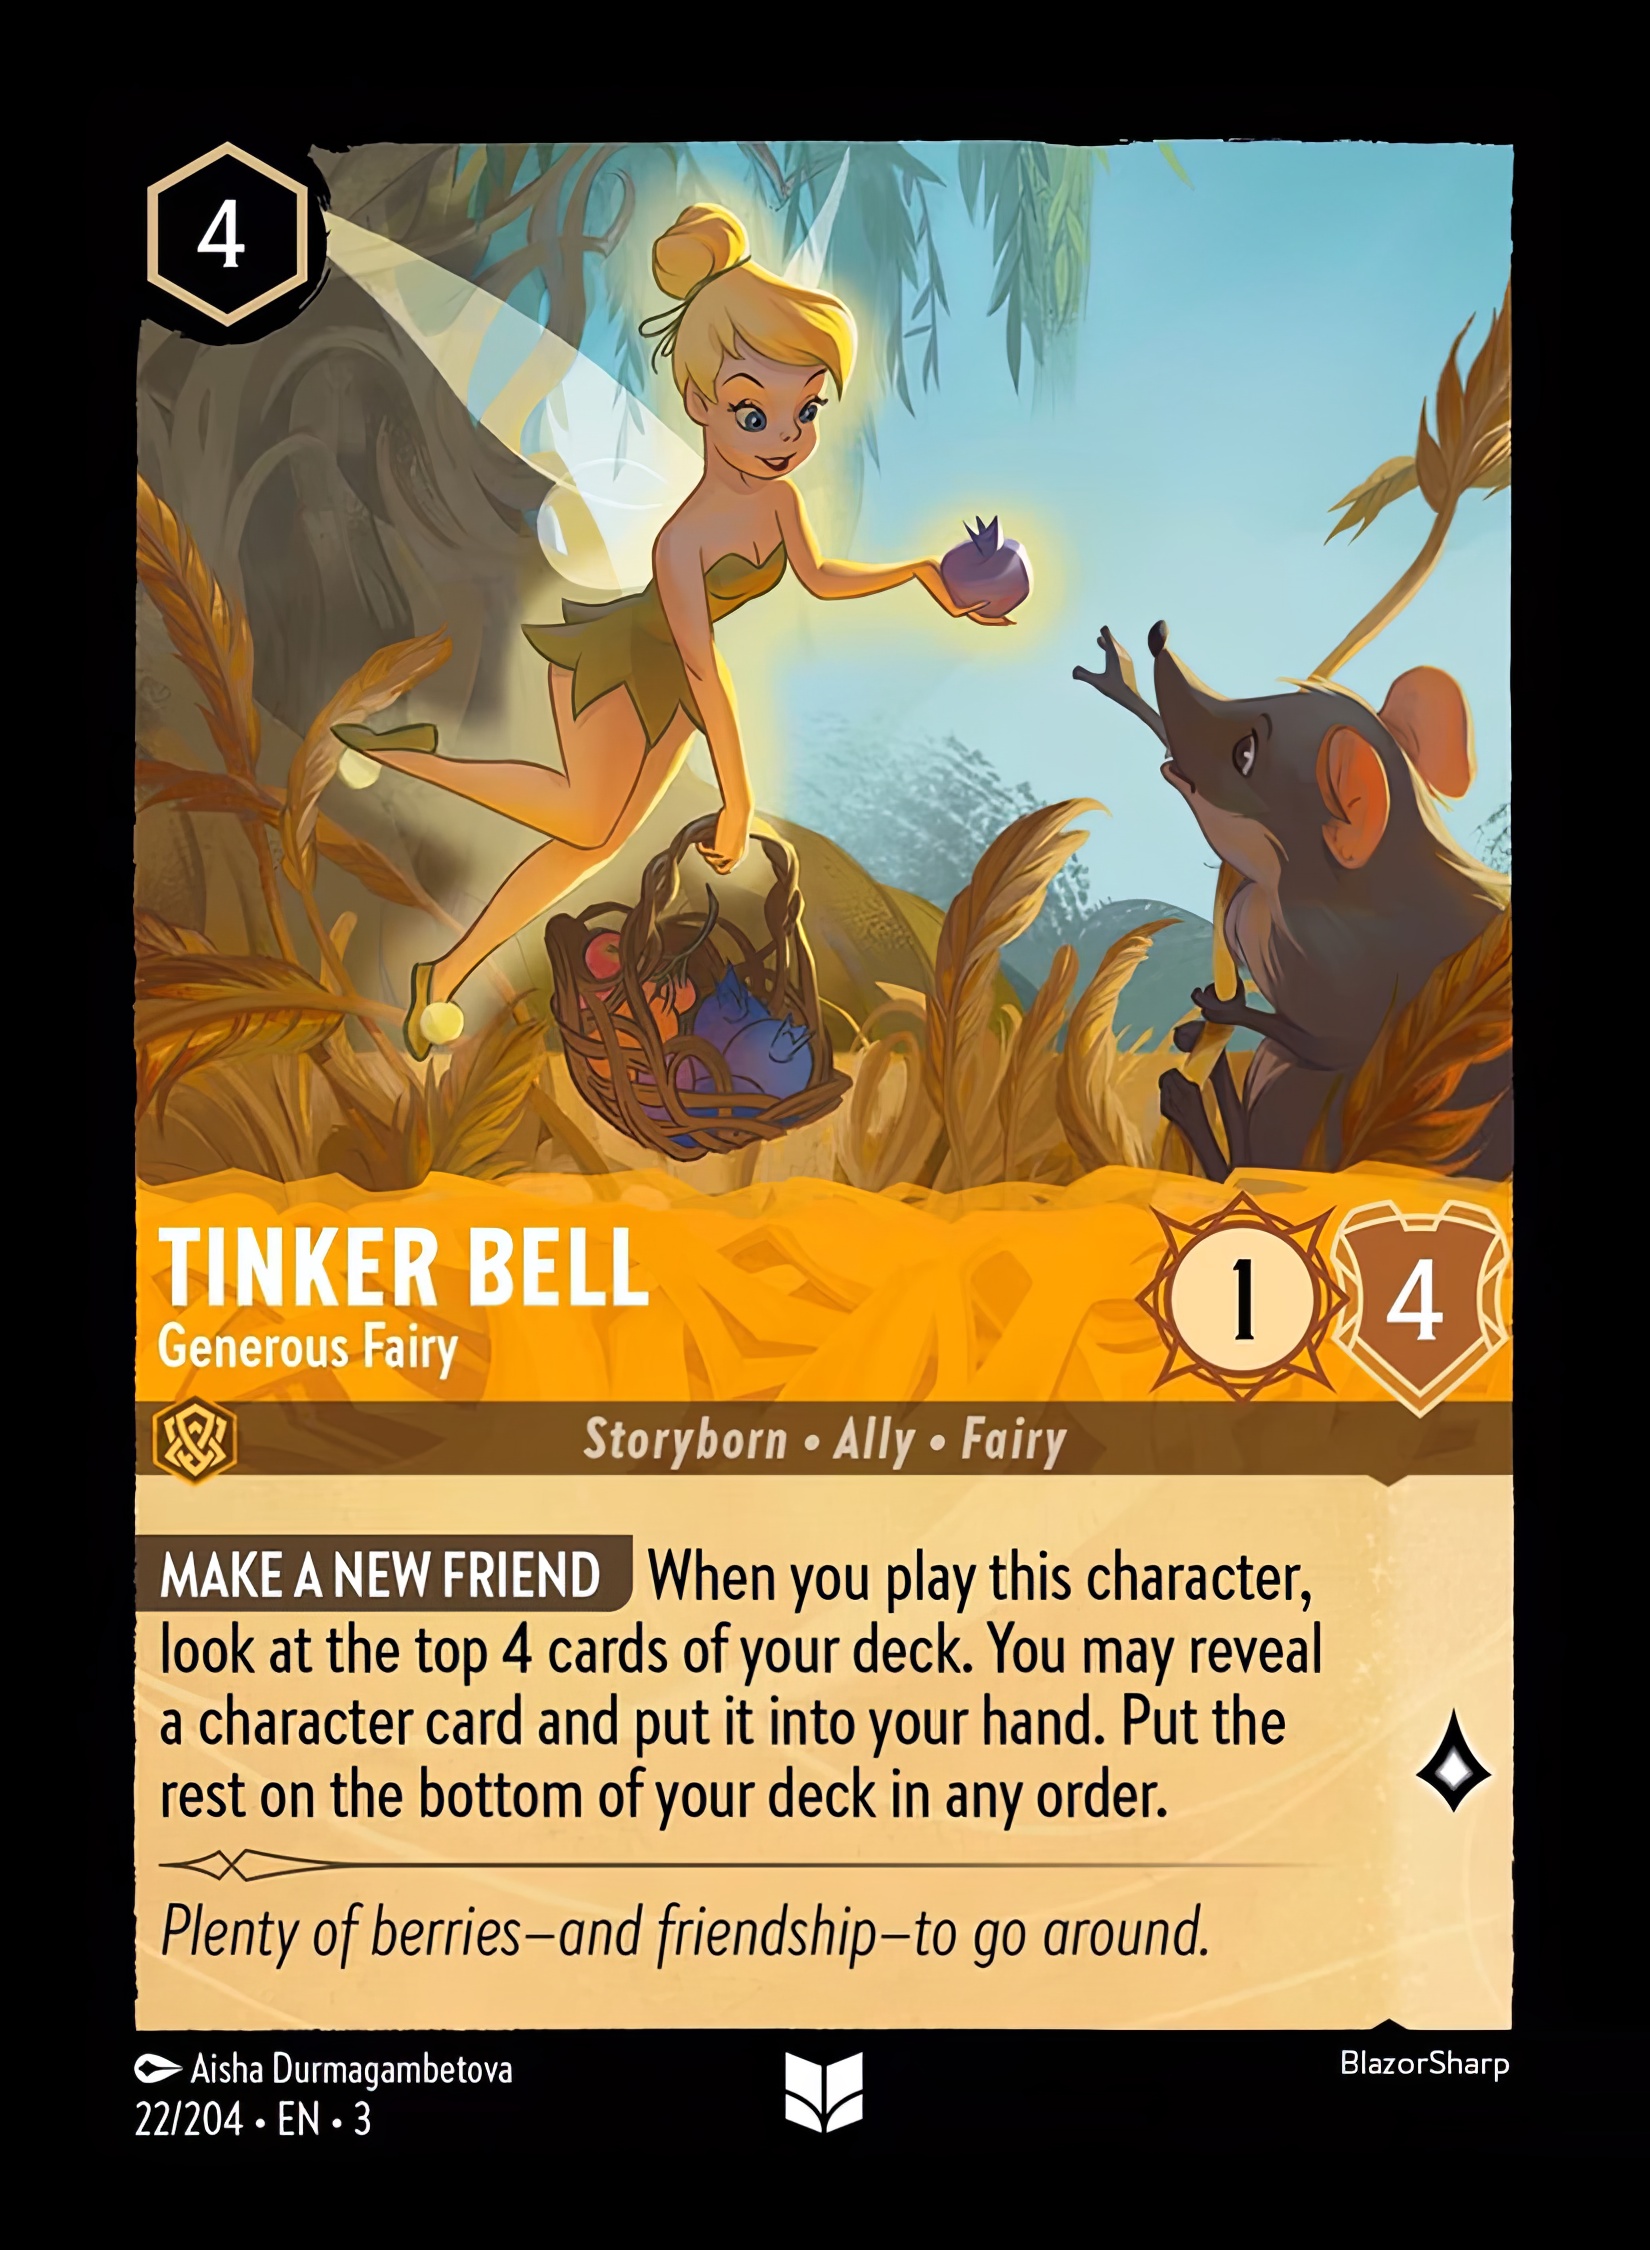 4
TINKER BELL
Generous Fairy
1
4
Storyborn • Ally • Fairy
MAKE A NEW FRIEND When you play this character,
look at the top 4 cards of your deck. You may reveal
a character card and put it into your hand. Put the
rest on the bottom of your deck in any order.
Plenty of berries—and friendship—to go around.
Aisha Durmagambetova
BlazorSharp
22/204 • EN • 3